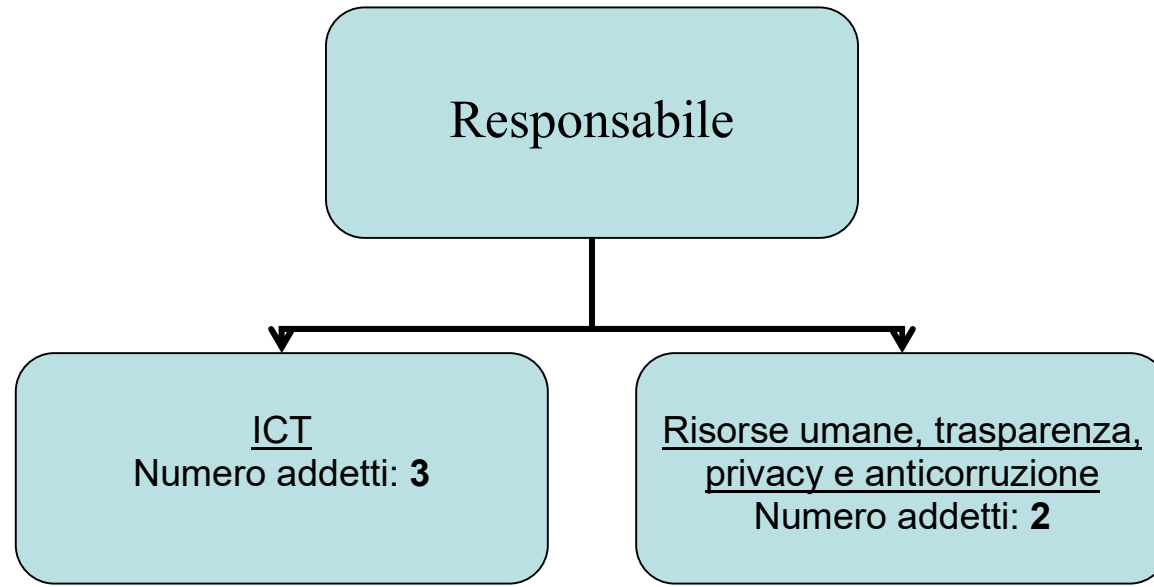 Responsabile
ICT
Numero addetti: 3
Risorse umane, trasparenza,
privacy e anticorruzione
Numero addetti: 2